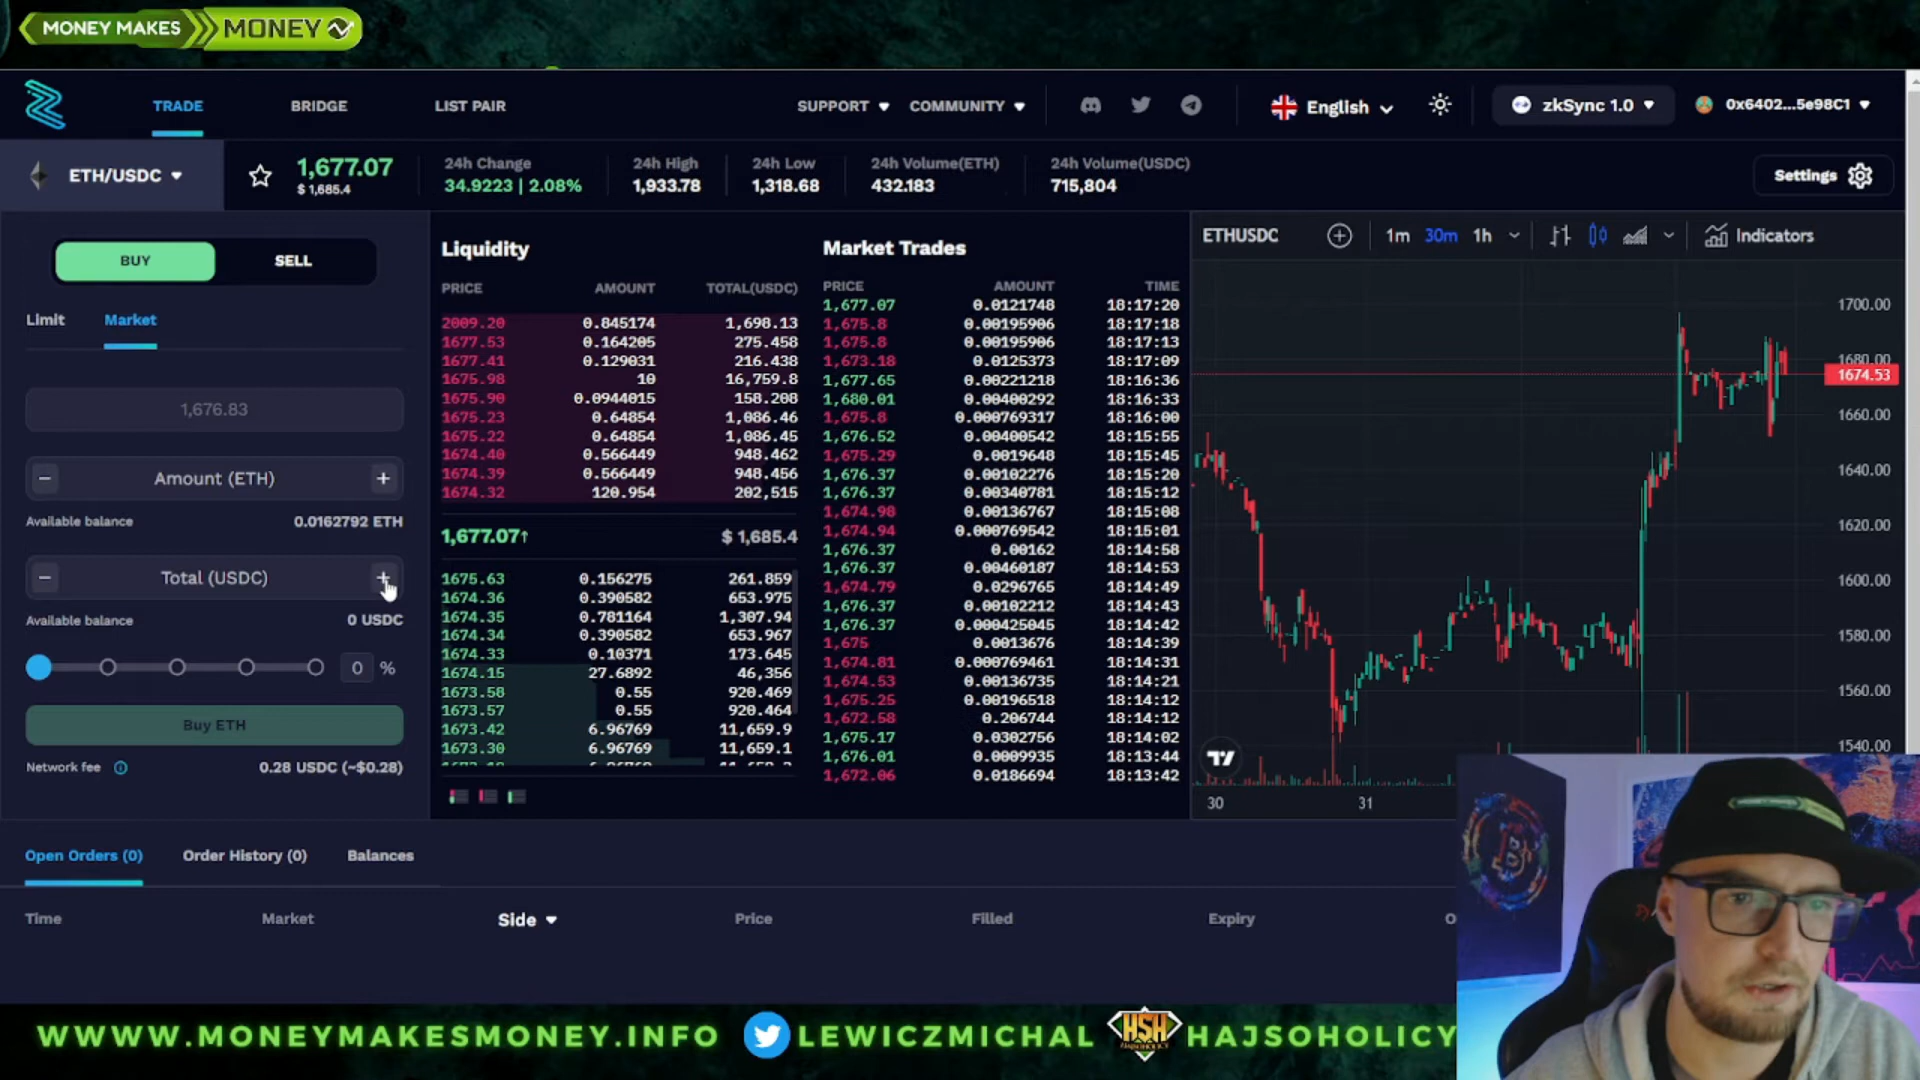 MONEY MAKES MONEY
TRADE BRIDGE LIST PAIR SUPPORT COMMUNITY English zkSync 1.0 0x6402...5e98C1
ETH/USDC 1,677.07 $ 1,685.4
24h Change 34.9223 | 2.08%
24h High 1,933.78
24h Low 1,318.68
24h Volume(ETH) 432.183
24h Volume(USDC) 715,804
Settings
BUY SELL
Limit Market
1,676.83
− Amount (ETH) +
Available balance 0.0162792 ETH
− Total (USDC) +
Available balance 0 USDC
0 %
Buy ETH
Network fee 0.28 USDC (~$0.28)
Liquidity
PRICE AMOUNT TOTAL(USDC)
2009.20 0.845174 1,698.13
1677.53 0.164205 275.458
1677.41 0.129031 216.438
1675.98 10 16,759.8
1675.90 0.0944015 158.208
1675.23 0.64854 1,086.46
1675.22 0.64854 1,086.45
1674.40 0.566449 948.462
1674.39 0.566449 948.456
1674.32 120.954 202,515
1,677.07↑ $ 1,685.4
1675.63 0.156275 261.859
1674.36 0.390582 653.975
1674.35 0.781164 1,307.94
1674.34 0.390582 653.967
1674.33 0.10371 173.645
1674.15 27.6892 46,356
1673.58 0.55 920.469
1673.57 0.55 920.464
1673.42 6.96769 11,659.9
1673.30 6.96769 11,659.1
Market Trades
PRICE AMOUNT TIME
1,677.07 0.0121748 18:17:20
1,675.8 0.00195906 18:17:18
1,675.8 0.00195906 18:17:13
1,673.18 0.0125373 18:17:09
1,677.65 0.00221218 18:16:36
1,680.01 0.00400292 18:16:33
1,675.8 0.000769317 18:16:00
1,676.52 0.00400542 18:15:55
1,675.29 0.0019648 18:15:45
1,676.37 0.00102276 18:15:20
1,676.37 0.00340781 18:15:12
1,674.98 0.00136767 18:15:08
1,674.94 0.000769542 18:15:01
1,676.37 0.00162 18:14:58
1,676.37 0.00460187 18:14:53
1,674.79 0.0296765 18:14:49
1,676.37 0.00102212 18:14:43
1,676.37 0.000425045 18:14:42
1,675 0.0013676 18:14:39
1,674.81 0.000769461 18:14:31
1,674.53 0.00136735 18:14:21
1,675.25 0.00196518 18:14:12
1,672.58 0.206744 18:14:12
1,675.17 0.0302756 18:14:02
1,676.01 0.0009935 18:13:44
1,672.06 0.0186694 18:13:42
ETHUSDC 1m 30m 1h Indicators
1700.00
1680.00
1674.53
1660.00
1640.00
1620.00
1600.00
1580.00
1560.00
1540.00
30 31
Open Orders (0) Order History (0) Balances
Time Market Side Price Filled Expiry
WWWW.MONEYMAKESMONEY.INFO LEWICZMICHAL HSH HAJSOHOLICY